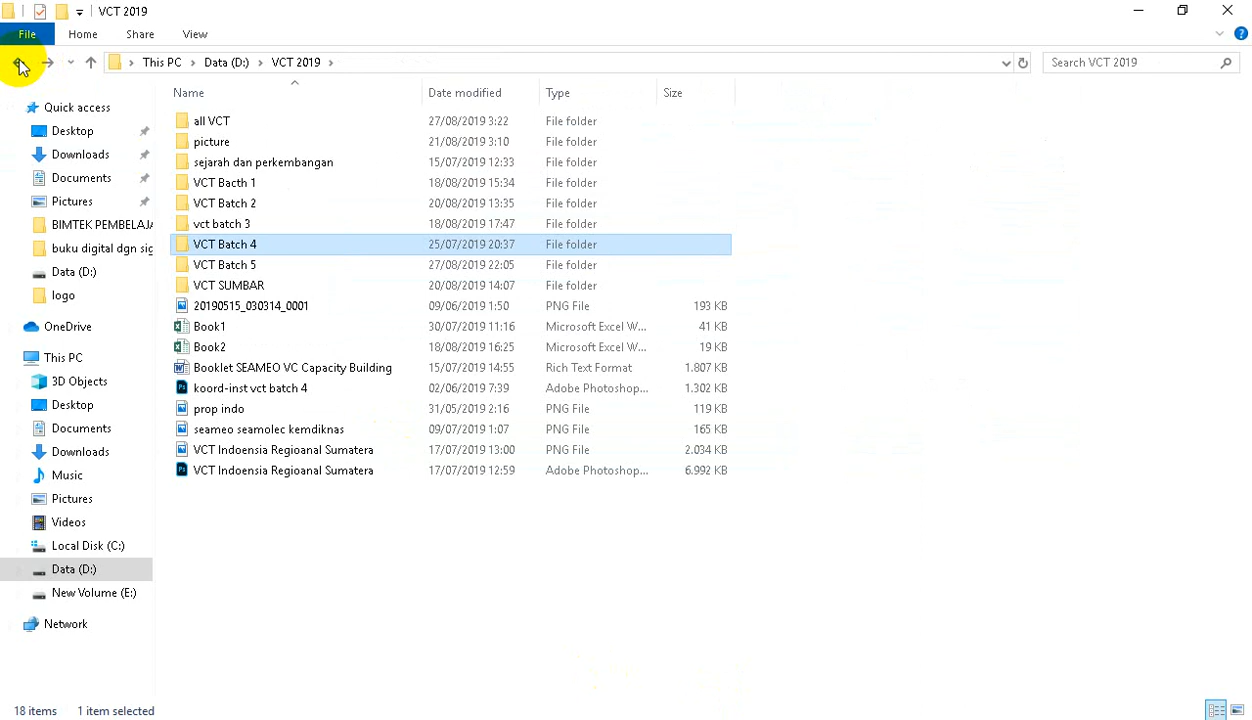 VCT 2019
File Home Share View
This PC Data (D:) VCT 2019 Search VCT 2019
Name Date modified Type Size
Quick access
Desktop
Downloads
Documents
Pictures
BIMTEK PEMBELAJA
buku digital dgn sig
Data (D:)
logo
OneDrive
This PC
3D Objects
Desktop
Documents
Downloads
Music
Pictures
Videos
Local Disk (C:)
Data (D:)
New Volume (E:)
Network
all VCT 27/08/2019 3:22 File folder
picture 21/08/2019 3:10 File folder
sejarah dan perkembangan 15/07/2019 12:33 File folder
VCT Bacth 1 18/08/2019 15:34 File folder
VCT Batch 2 20/08/2019 13:35 File folder
vct batch 3 18/08/2019 17:47 File folder
VCT Batch 4 25/07/2019 20:37 File folder
VCT Batch 5 27/08/2019 22:05 File folder
VCT SUMBAR 20/08/2019 14:07 File folder
20190515_030314_0001 09/06/2019 1:50 PNG File 193 KB
Book1 30/07/2019 11:16 Microsoft Excel W... 41 KB
Book2 18/08/2019 16:25 Microsoft Excel W... 19 KB
Booklet SEAMEO VC Capacity Building 15/07/2019 14:55 Rich Text Format 1.807 KB
koord-inst vct batch 4 02/06/2019 7:39 Adobe Photoshop... 1.302 KB
prop indo 31/05/2019 2:16 PNG File 119 KB
seameo seamolec kemdiknas 09/07/2019 1:07 PNG File 165 KB
VCT Indoensia Regioanal Sumatera 17/07/2019 13:00 PNG File 2.034 KB
VCT Indoensia Regioanal Sumatera 17/07/2019 12:59 Adobe Photoshop... 6.992 KB
18 items 1 item selected